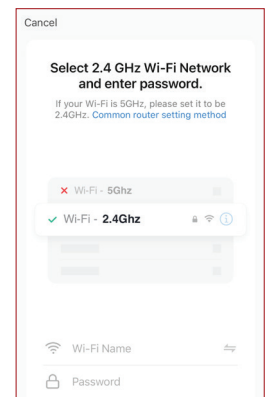 Cancel
Select 2.4 GHz Wi-Fi Network
and enter password.
If your Wi-Fi is 5GHz, please set it to be
2.4GHz. Common router setting method
Wi-Fi - 5Ghz
Wi-Fi - 2.4Ghz
Wi-Fi Name
Password